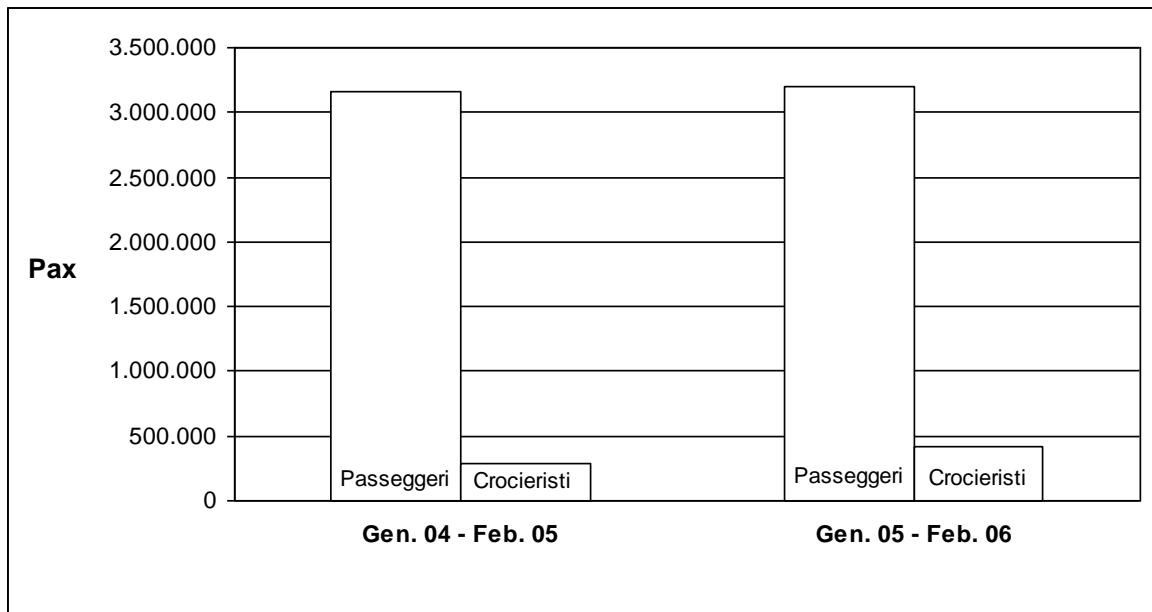 3.500.000
3.000.000
2.500.000
2.000.000
1.500.000
1.000.000
500.000
0
Pax
Passeggeri
Crocieristi
Passeggeri
Crocieristi
Gen. 04 - Feb. 05
Gen. 05 - Feb. 06